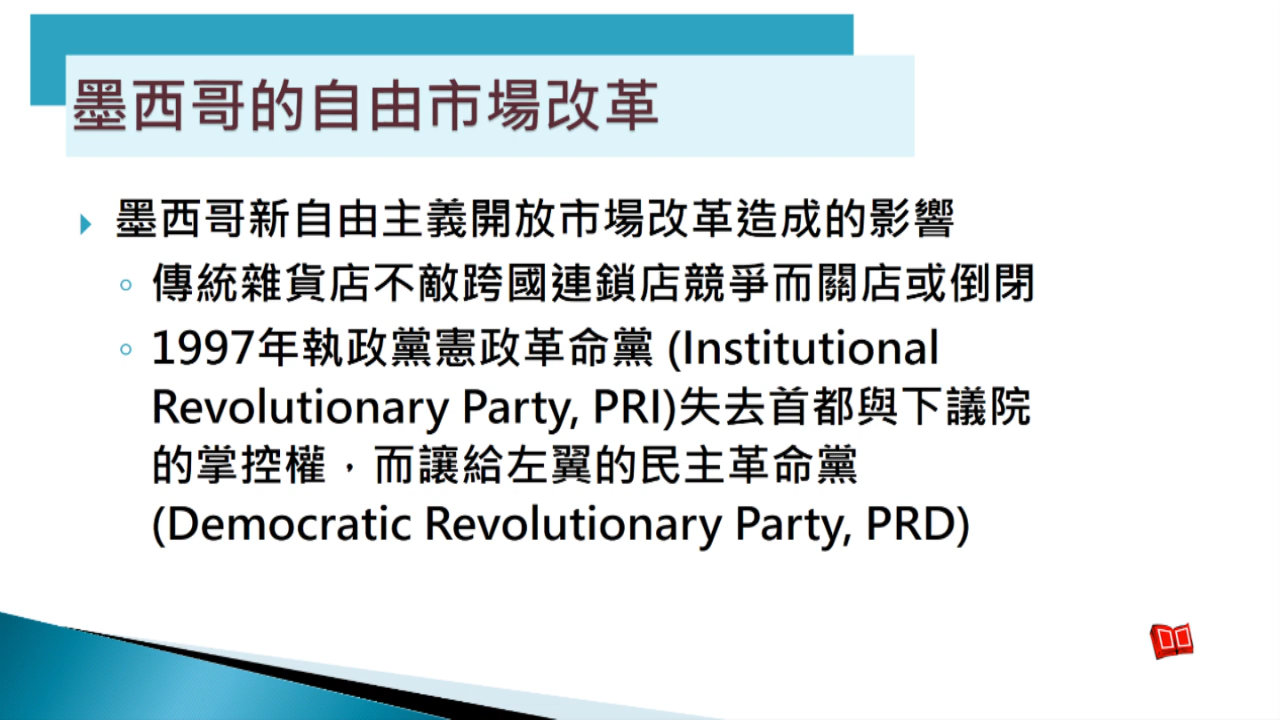 墨西哥的自由市場改革
墨西哥新自由主義開放市場改革造成的影響
傳統雜貨店不敵跨國連鎖店競爭而關店或倒閉
1997年執政黨憲政革命黨 (Institutional
Revolutionary Party, PRI)失去首都與下議院
的掌控權，而讓給左翼的民主革命黨
(Democratic Revolutionary Party, PRD)